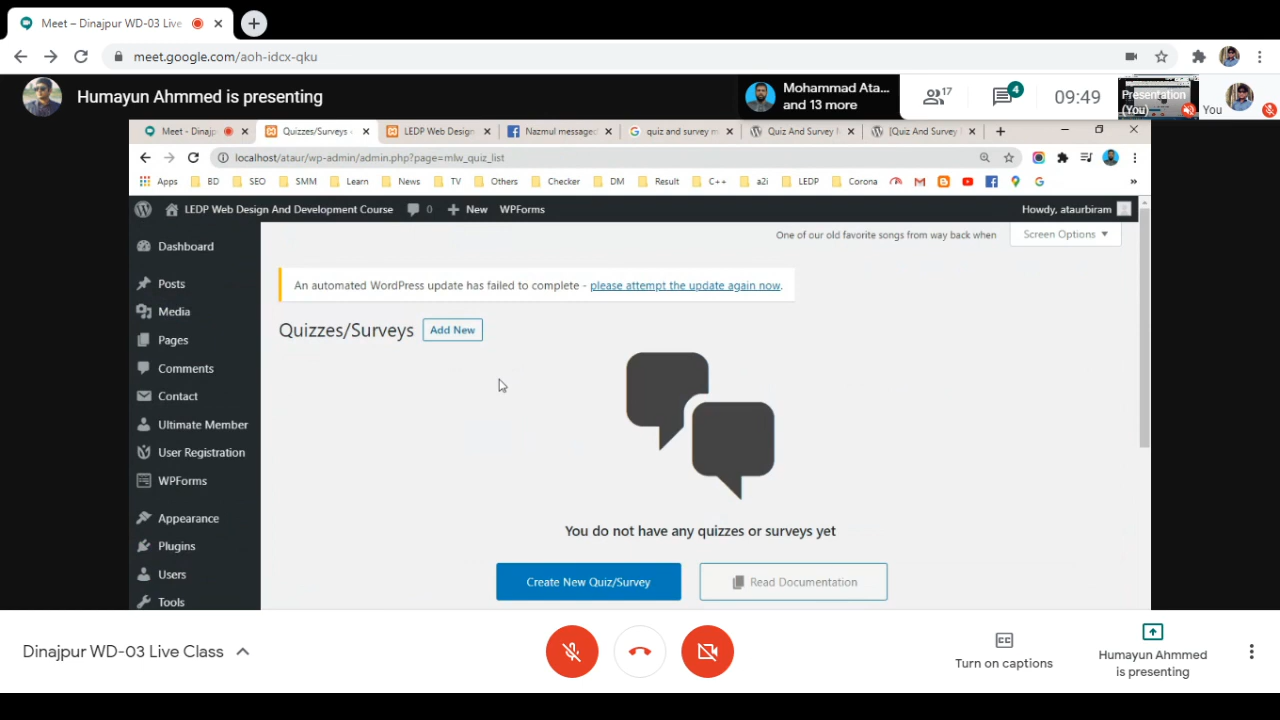 Meet – Dinajpur WD-03 Live
meet.google.com/aoh-idcx-qku
Humayun Ahmmed is presenting
Mohammad Ata...
and 13 more
17
4
09:49
Presentation
(You)
You
Meet - Dinajp
Quizzes/Surveys
LEDP Web Design
Nazmul message
quiz and survey m
Quiz And Survey
[Quiz And Survey
localhost/ataur/wp-admin/admin.php?page=mlw_quiz_list
Apps
BD
SEO
SMM
Learn
News
TV
Others
Checker
DM
Result
C++
a2i
LEDP
Corona
»
LEDP Web Design And Development Course
0
New
WPForms
Howdy, ataurbiram
Dashboard
Posts
Media
Pages
Comments
Contact
Ultimate Member
User Registration
WPForms
Appearance
Plugins
Users
Tools
One of our old favorite songs from way back when
Screen Options
An automated WordPress update has failed to complete - please attempt the update again now.
Quizzes/Surveys
Add New
You do not have any quizzes or surveys yet
Create New Quiz/Survey
Read Documentation
Dinajpur WD-03 Live Class
CC
Turn on captions
Humayun Ahmmed
is presenting